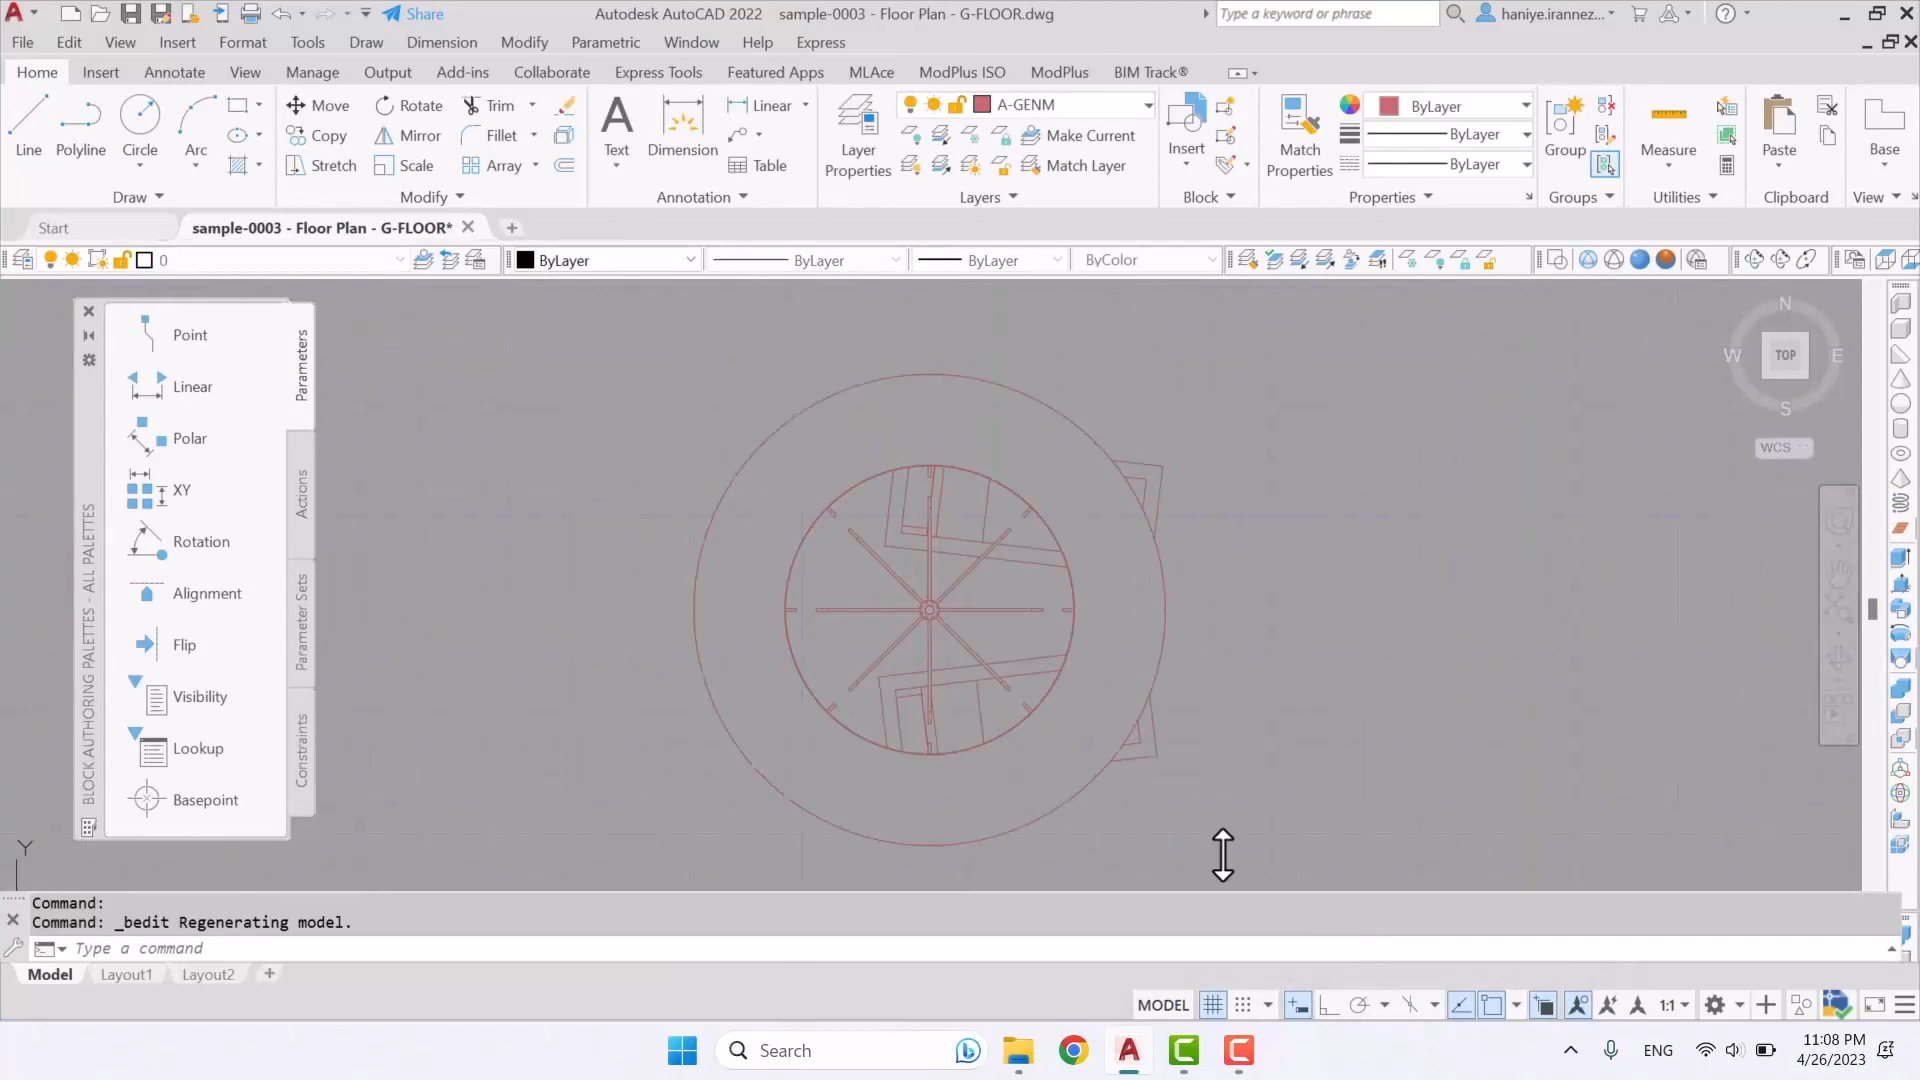 Share
Autodesk AutoCAD 2022 sample-0003 - Floor Plan - G-FLOOR.dwg
Type a keyword or phrase
haniye.irannez...
File Edit View Insert Format Tools Draw Dimension Modify Parametric Window Help Express
Home Insert Annotate View Manage Output Add-ins Collaborate Express Tools Featured Apps MLAce ModPlus ISO ModPlus BIM Track®
Line Polyline Circle Arc
Draw
Move Rotate Trim
Copy Mirror Fillet
Stretch Scale Array
Modify
Text Dimension
Linear
Table
Annotation
Layer Properties
A-GENM
Make Current
Match Layer
Layers
Insert
Block
Match Properties
ByLayer
ByLayer
ByLayer
Properties
Group
Groups
Measure
Utilities
Paste
Clipboard
Base
View
Start
sample-0003 - Floor Plan - G-FLOOR*
0
ByLayer ByLayer ByLayer ByColor
BLOCK AUTHORING PALETTES - ALL PALETTES
Point
Linear
Polar
XY
Rotation
Alignment
Flip
Visibility
Lookup
Basepoint
Parameters
Actions
Parameter Sets
Constraints
N
W TOP E
S
WCS
Y
Command:
Command: _bedit Regenerating model.
Type a command
Model Layout1 Layout2
MODEL
1:1
Search
ENG
11:08 PM
4/26/2023